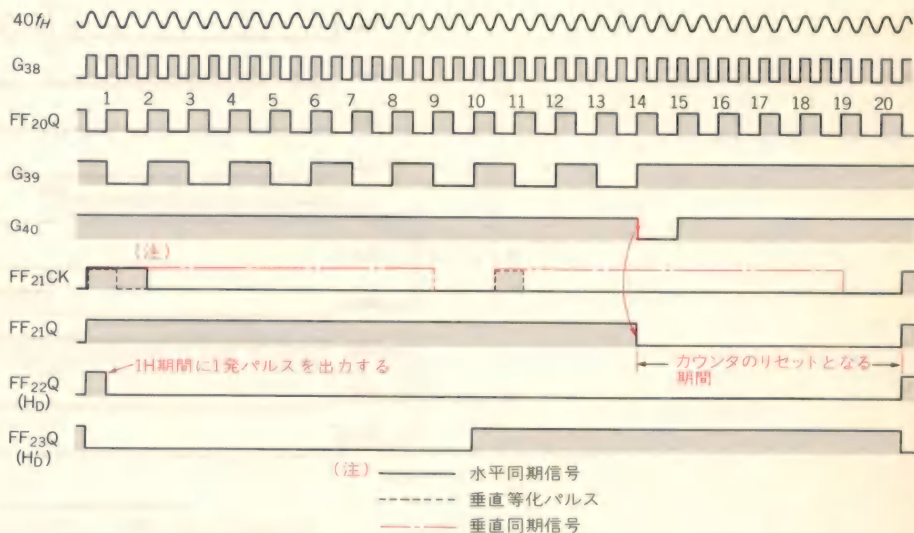 40fH
G38
1 2 3 4 5 6 7 8 9 10 11 12 13 14 15 16 17 18 19 20
FF20Q
G39
G40
(注)
FF21CK
FF21Q
1H期間に1発パルスを出力する
カウンタのリセットとなる
期間
FF22Q
(HD)
FF23Q
(H'D)
(注)
水平同期信号
垂直等化パルス
垂直同期信号